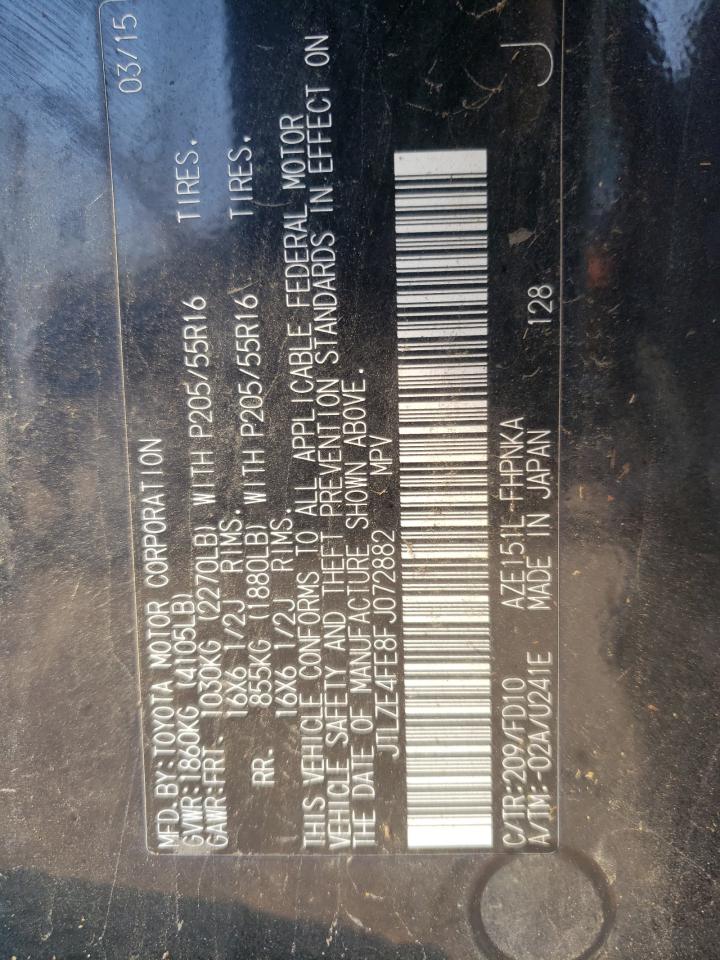 MFD.BY:TOYOTA MOTOR CORPORATION 03/15
GVWR:1860KG (4105LB)
GAWR:FRT. 1030KG (2270LB) WITH P205/55R16 TIRES.
16X6 1/2J RIMS.
RR. 855KG (1880LB) WITH P205/55R16 TIRES.
16X6 1/2J RIMS.
THIS VEHICLE CONFORMS TO ALL APPLICABLE FEDERAL MOTOR
VEHICLE SAFETY AND THEFT PREVENTION STANDARDS IN EFFECT ON
THE DATE OF MANUFACTURE SHOWN ABOVE.
JTLZE4FE8FJ072882 MPV
C/TR:209/FD10 AZE151L-FHPNKA
A/TM:-02A/U241E MADE IN JAPAN 128 J